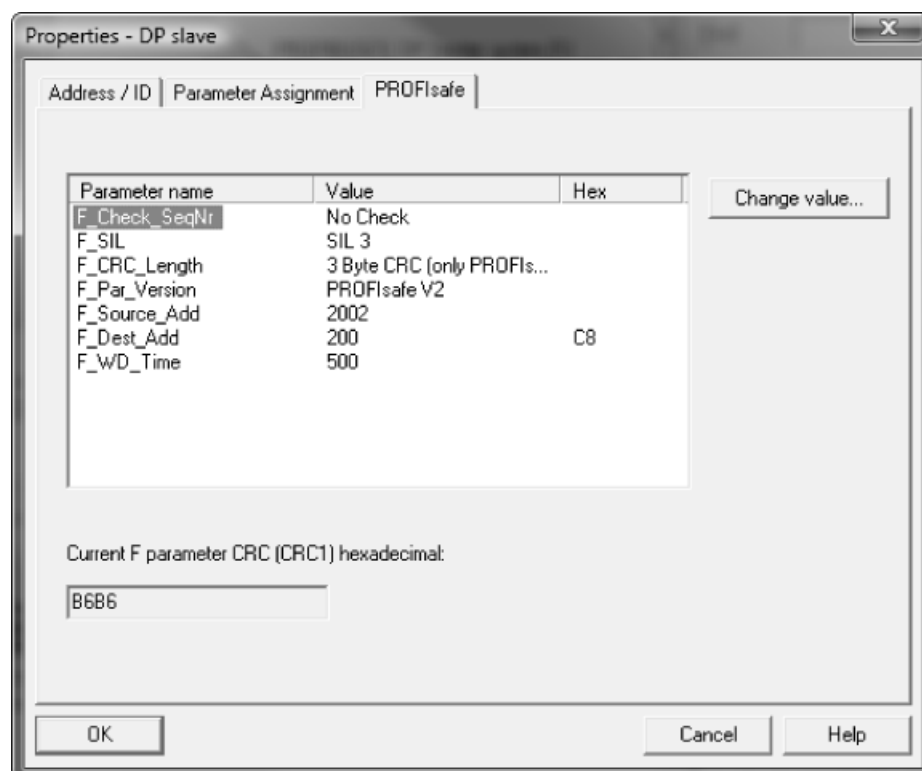 Properties - DP slave
Address / ID Parameter Assignment PROFIsafe
Parameter name Value Hex
Change value...
F_Check_SeqNr No Check
F_SIL SIL 3
F_CRC_Length 3 Byte CRC (only PROFIs...
F_Par_Version PROFIsafe V2
F_Source_Add 2002
F_Dest_Add 200 C8
F_WD_Time 500
Current F parameter CRC (CRC1) hexadecimal:
B6B6
OK Cancel Help